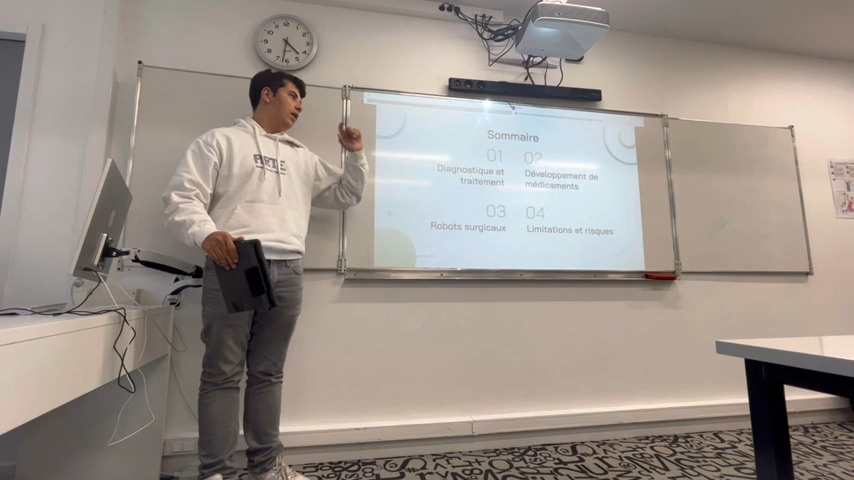 Sommaire
01
Diagnostique et
traitement
02
Développement de
médicaments
03
Robots surgicaux
04
Limitations et risques